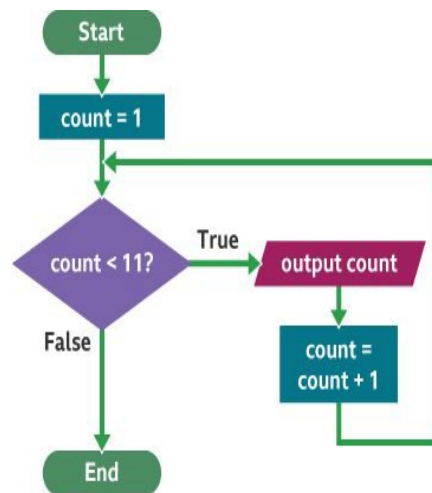 Start
count = 1
count < 11?
True
output count
count =
count + 1
False
End